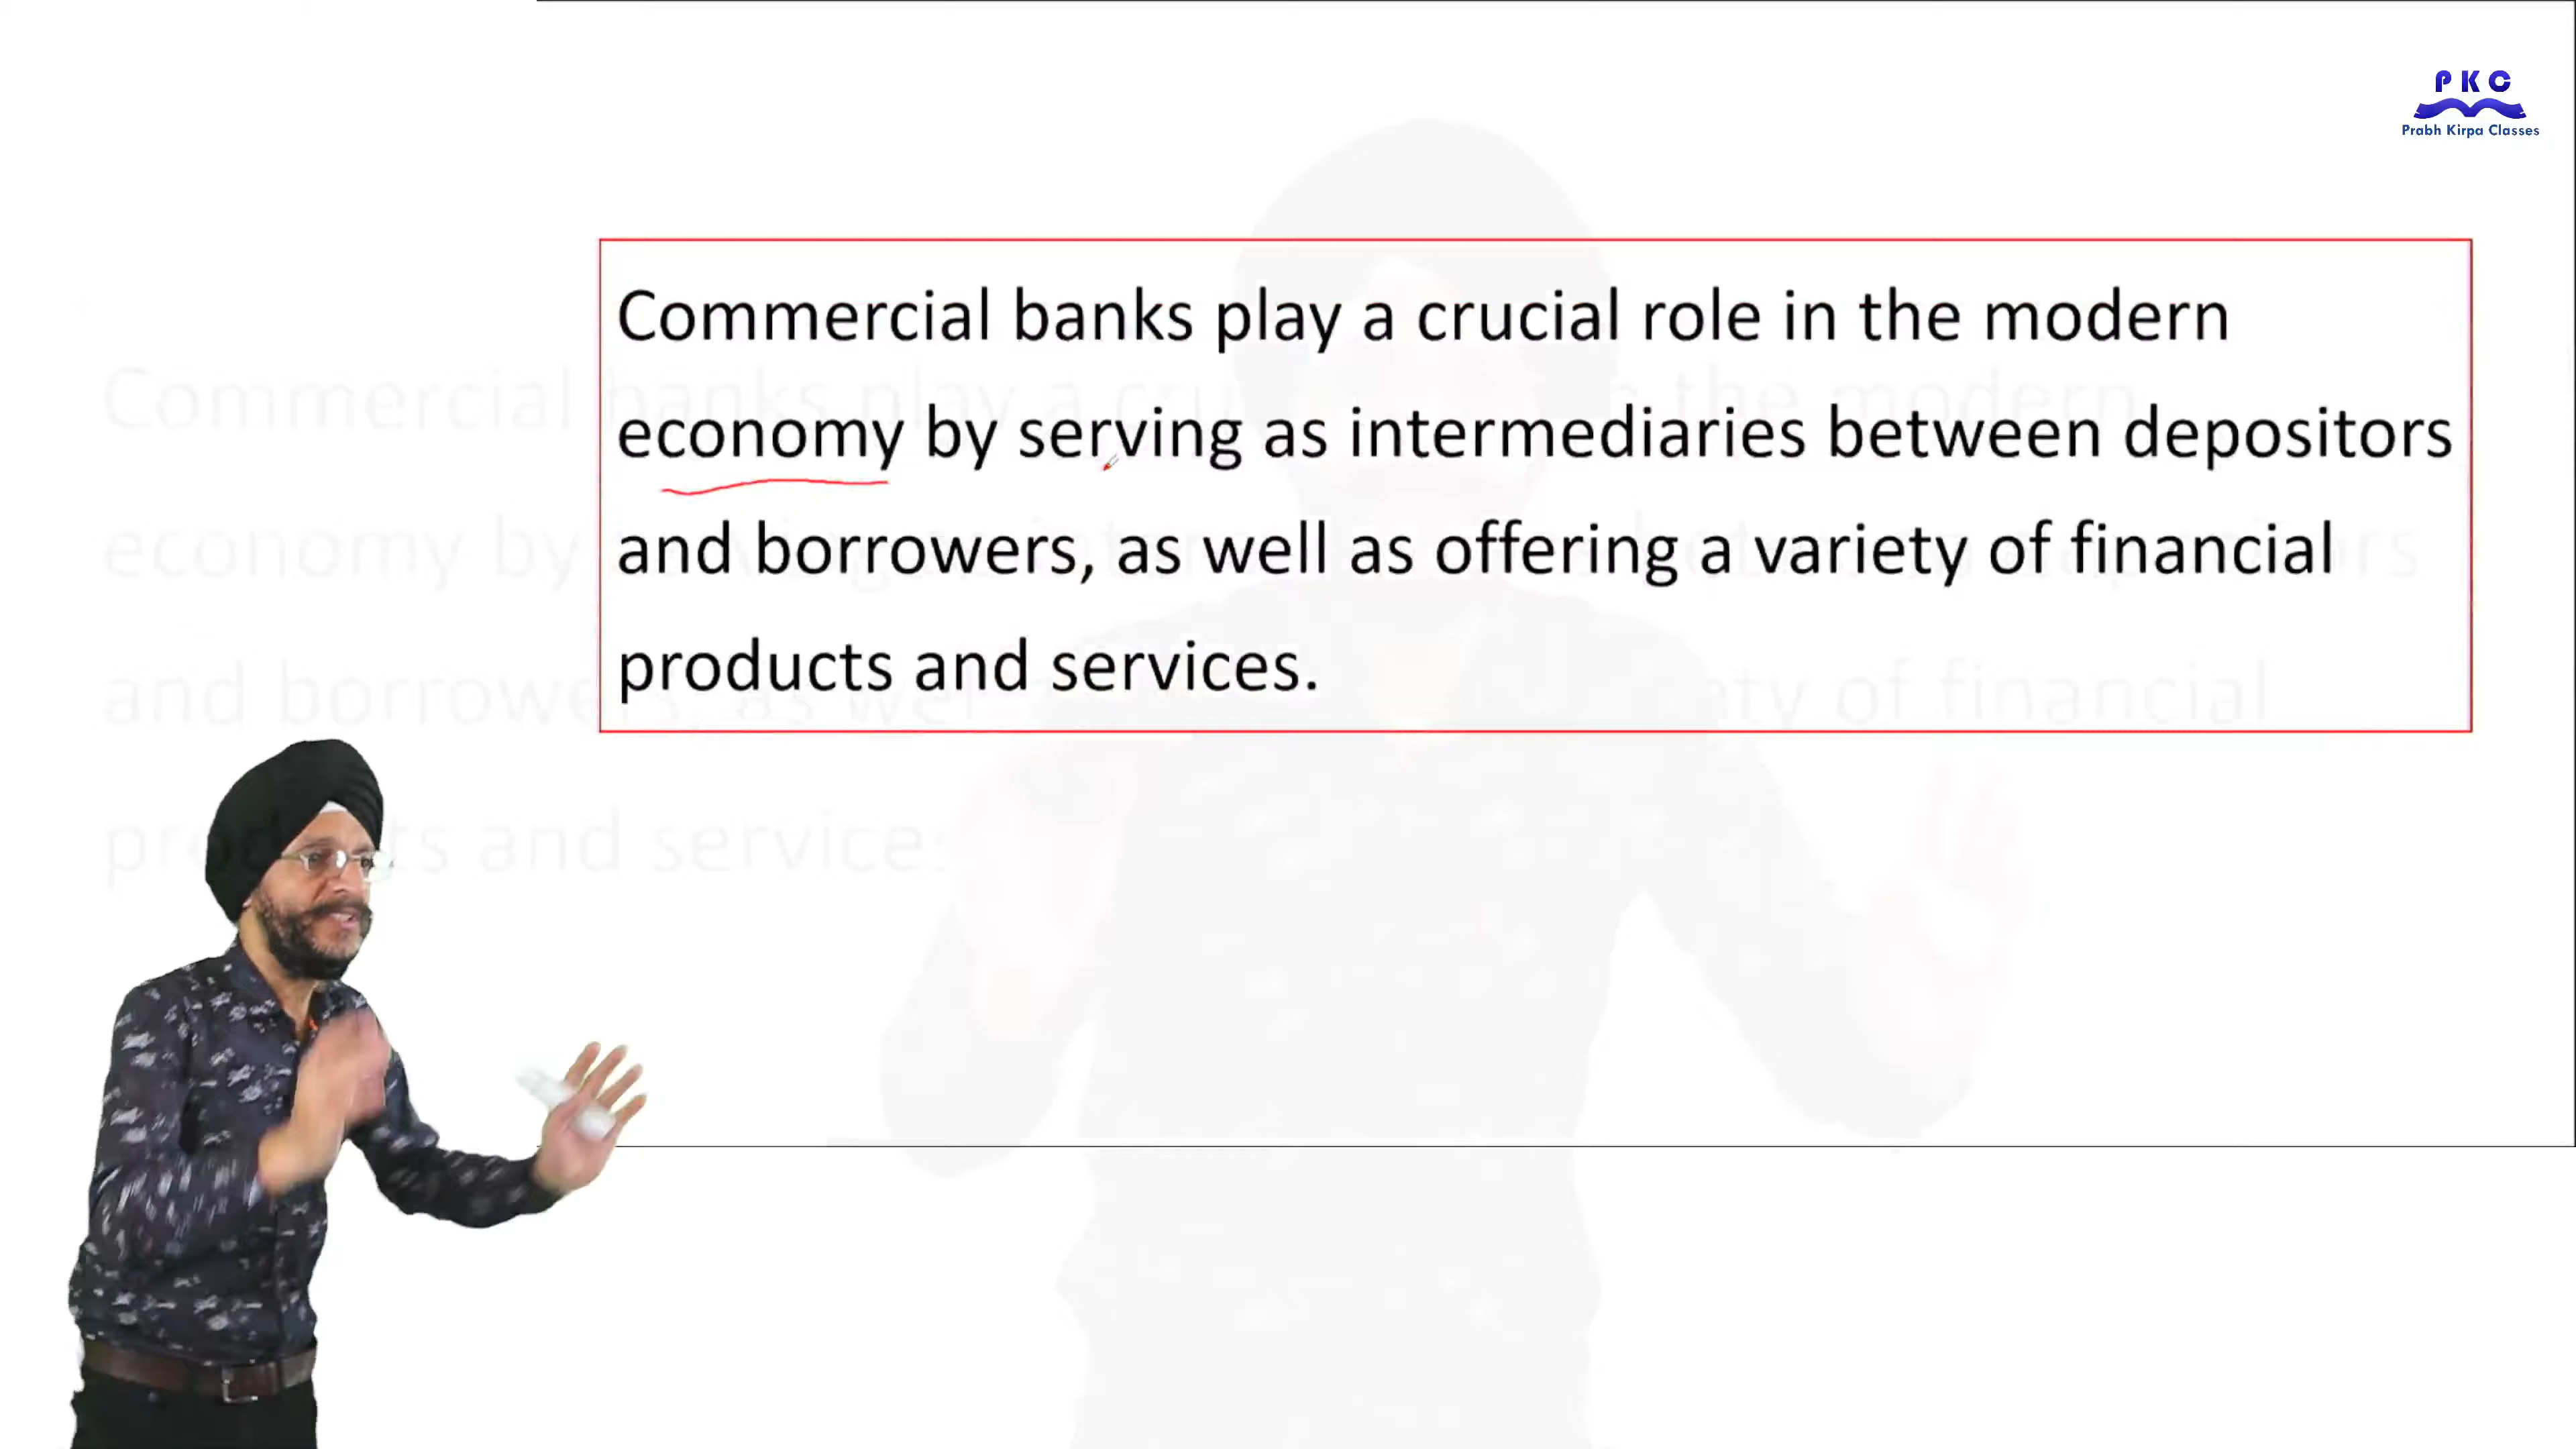 P K C
Prabh Kirpa Classes
Commercial banks play a crucial role in the modern
economy by serving as intermediaries between depositors
and borrowers, as well as offering a variety of financial
products and services.